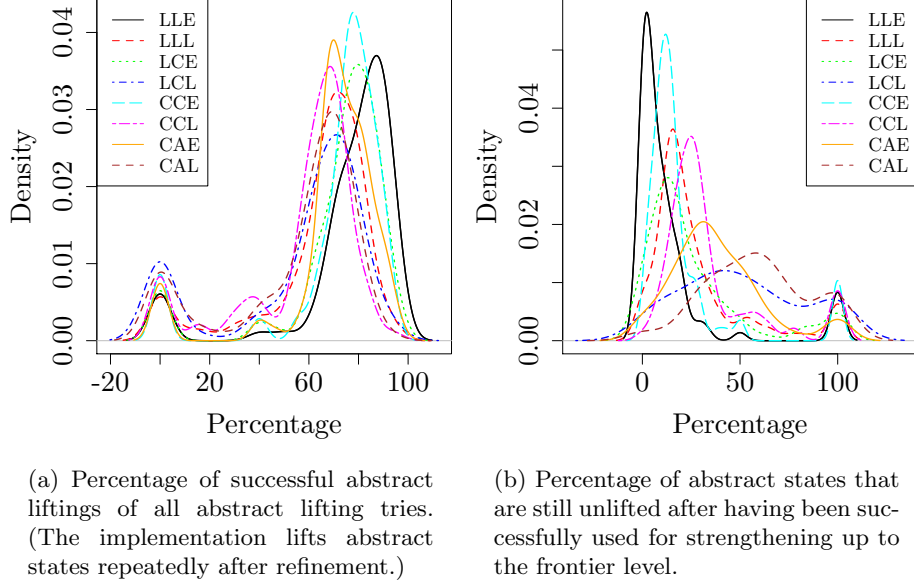 LLE
LLL
LCE
LCL
CCE
CCL
CAE
CAL
Density
0.00 0.01 0.02 0.03 0.04
-20 20 60 100
Percentage
LLE
LLL
LCE
LCL
CCE
CCL
CAE
CAL
Density
0.00 0.02 0.04
0 50 100
Percentage
(a) Percentage of successful abstract
liftings of all abstract lifting tries.
(The implementation lifts abstract
states repeatedly after refinement.)
(b) Percentage of abstract states that
are still unlifted after having been suc-
cessfully used for strengthening up to
the frontier level.